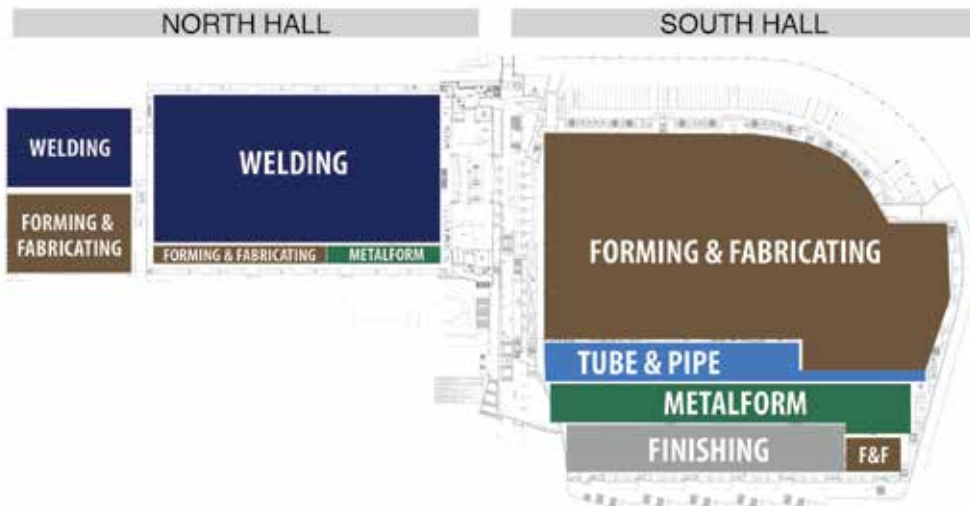 NORTH HALL
SOUTH HALL
WELDING
FORMING &
FABRICATING
WELDING
FORMING & FABRICATING
METALFORM
FORMING & FABRICATING
TUBE & PIPE
METALFORM
FINISHING
F&F